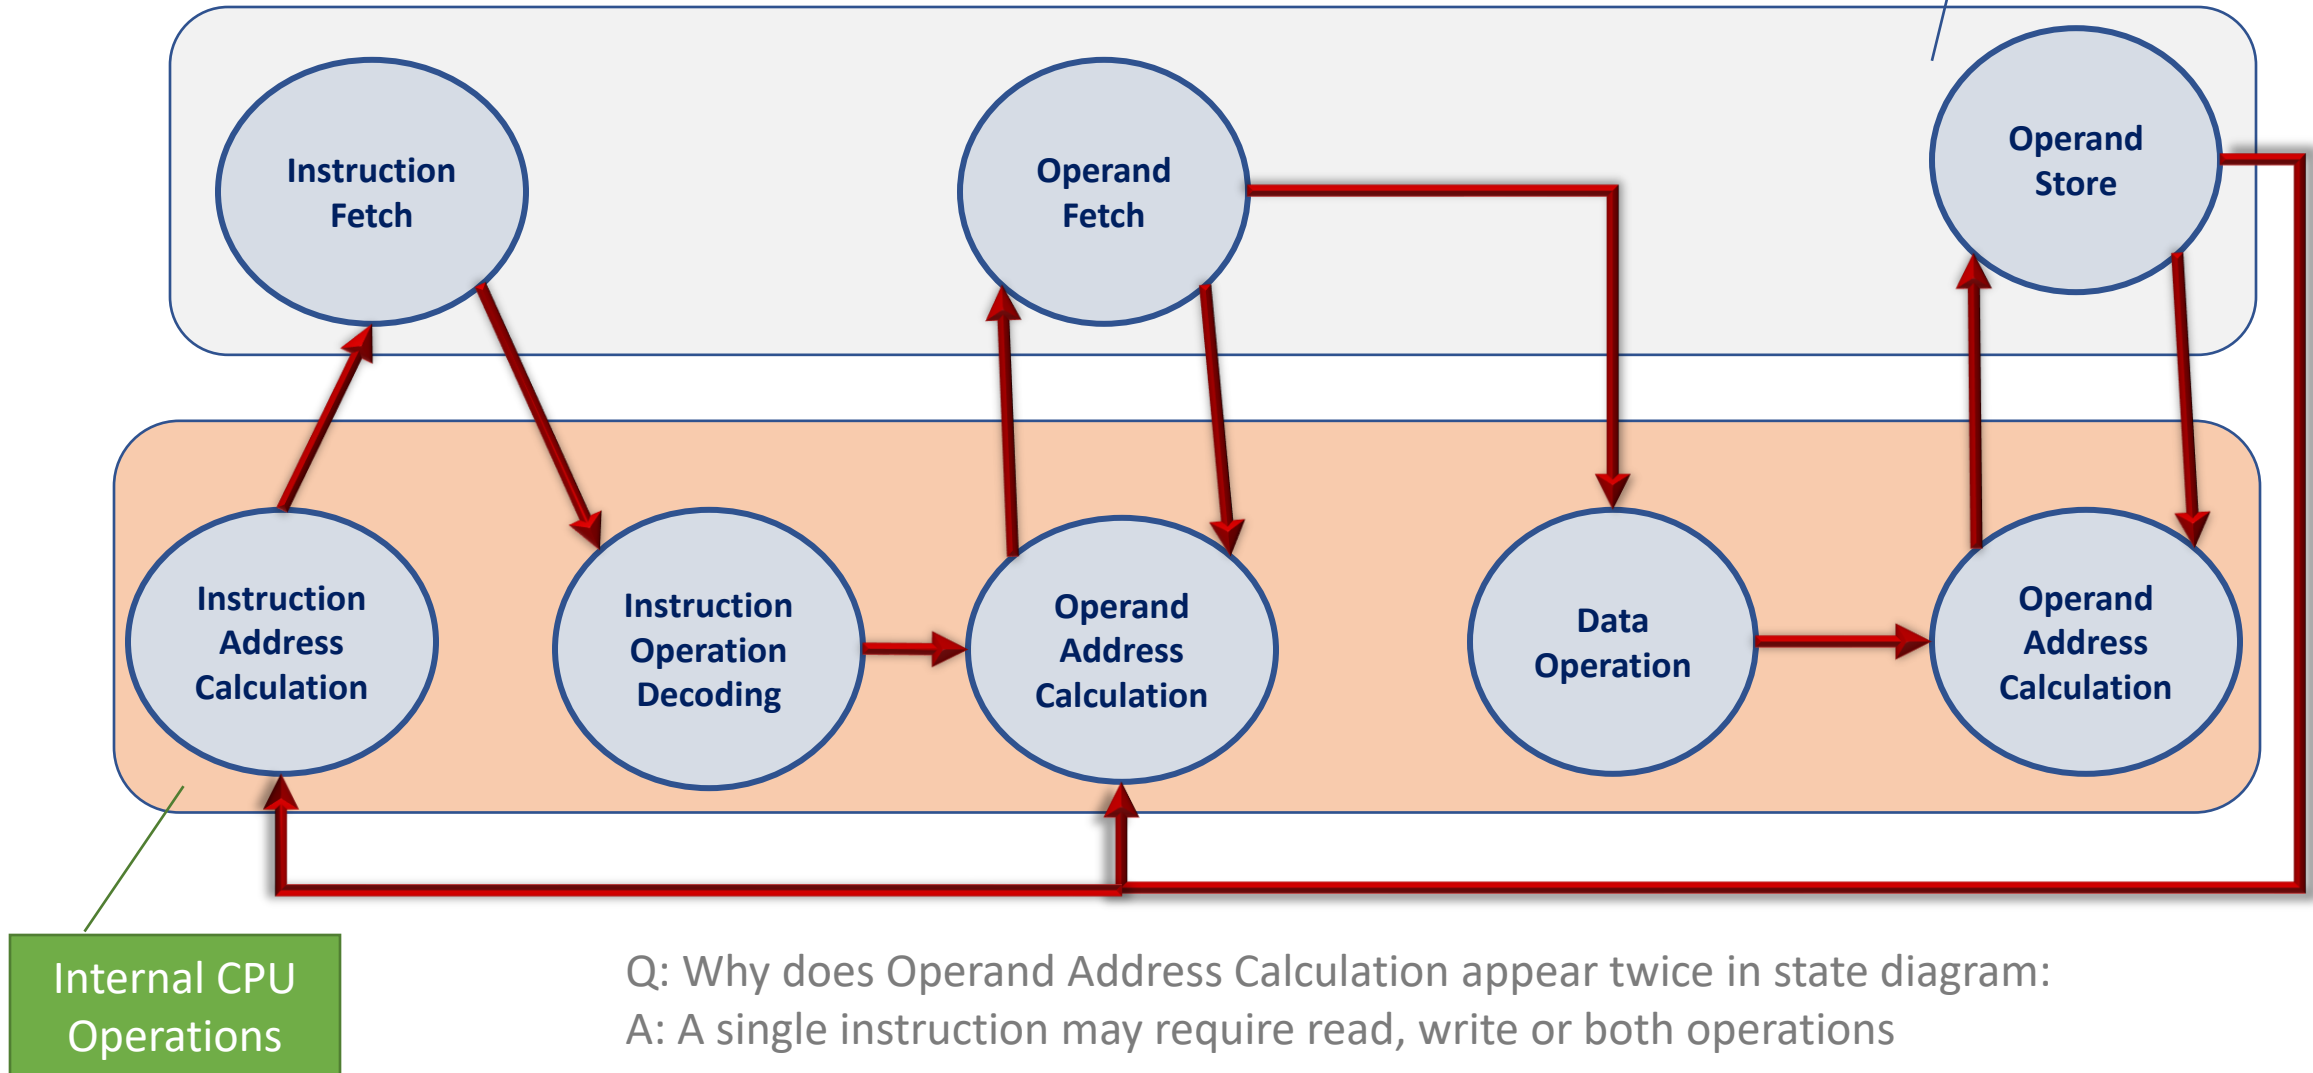 Instruction
Fetch
Operand
Fetch
Operand
Store
Instruction
Address
Calculation
Instruction
Operation
Decoding
Operand
Address
Calculation
Data
Operation
Operand
Address
Calculation
Internal CPU
Operations
Q: Why does Operand Address Calculation appear twice in state diagram:
A: A single instruction may require read, write or both operations